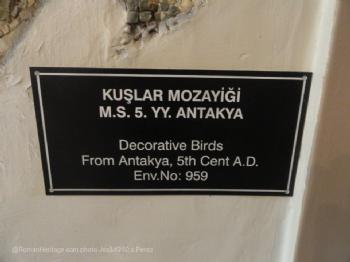 KUŞLAR MOZAYİĞİ
M.S. 5. YY. ANTAKYA
Decorative Birds
From Antakya, 5th Cent A.D.
Env.No: 959